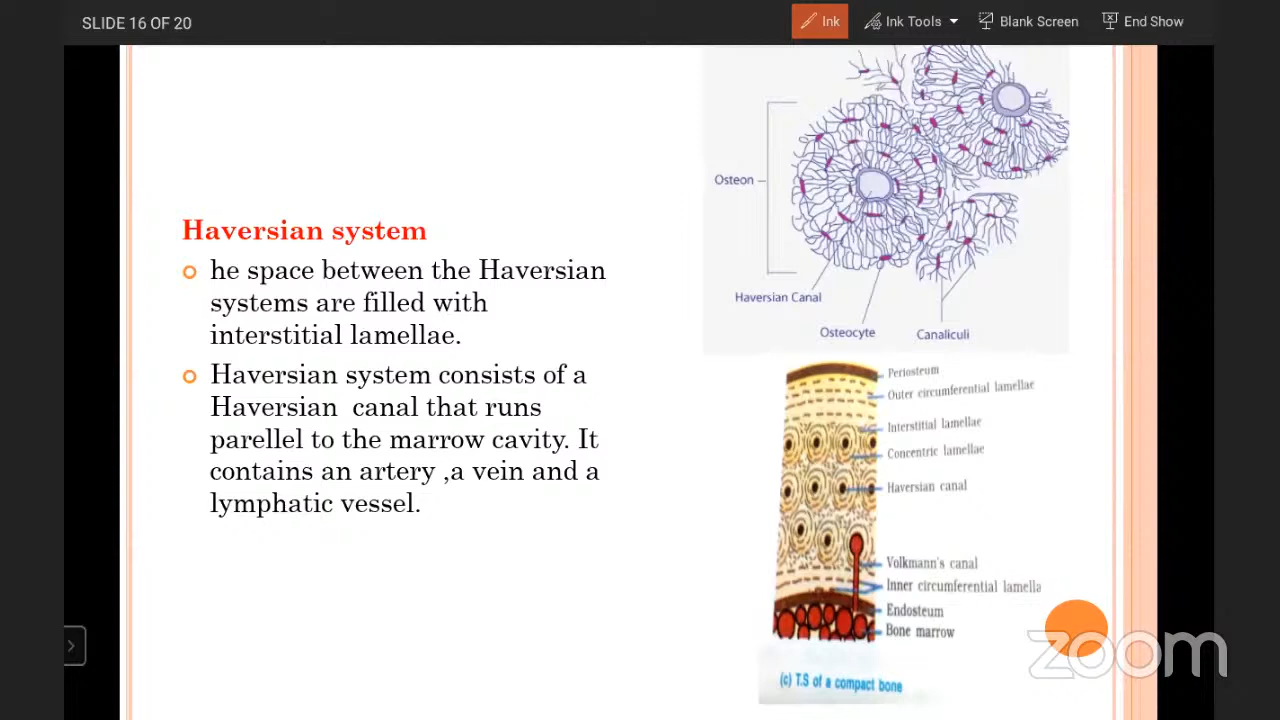 SLIDE 16 OF 20
Ink
Ink Tools
Blank Screen
End Show
Haversian system
he space between the Haversian
systems are filled with
interstitial lamellae.
Haversian system consists of a
Haversian canal that runs
parellel to the marrow cavity. It
contains an artery ,a vein and a
lymphatic vessel.
Osteon
Haversian Canal
Osteocyte
Canaliculi
Periosteum
Outer circumferential lamellae
Interstitial lamellae
Concentric lamellae
Haversian canal
Volkmann's canal
Inner circumferential lamella
Endosteum
Bone marrow
(c) T.S of a compact bone
zoom